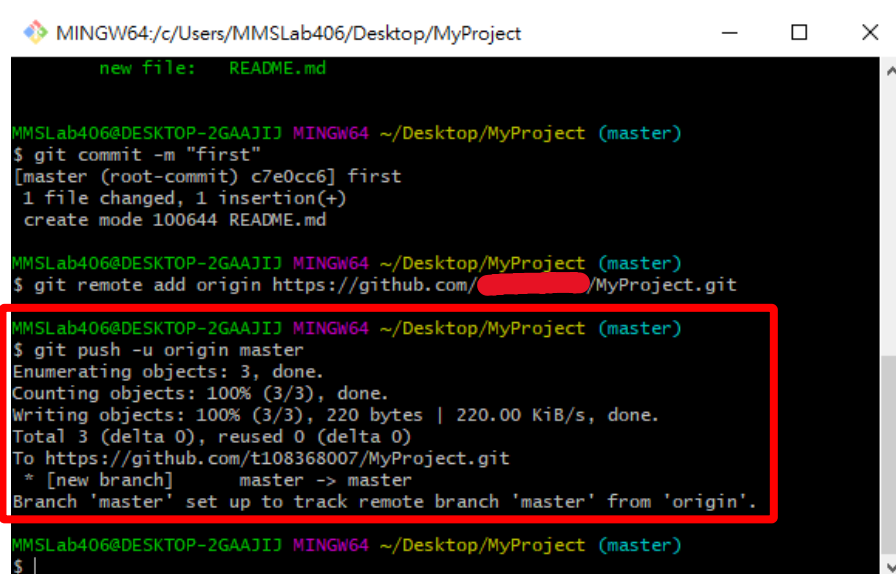 MINGW64:/c/Users/MMSLab406/Desktop/MyProject
new file:   README.md
MMSLab406@DESKTOP-2GAAJIJ MINGW64 ~/Desktop/MyProject (master)
$ git commit -m "first"
[master (root-commit) c7e0cc6] first
 1 file changed, 1 insertion(+)
 create mode 100644 README.md
MMSLab406@DESKTOP-2GAAJIJ MINGW64 ~/Desktop/MyProject (master)
$ git remote add origin https://github.com/ /MyProject.git
MMSLab406@DESKTOP-2GAAJIJ MINGW64 ~/Desktop/MyProject (master)
$ git push -u origin master
Enumerating objects: 3, done.
Counting objects: 100% (3/3), done.
Writing objects: 100% (3/3), 220 bytes | 220.00 KiB/s, done.
Total 3 (delta 0), reused 0 (delta 0)
To https://github.com/t108368007/MyProject.git
 * [new branch]      master -> master
Branch 'master' set up to track remote branch 'master' from 'origin'.
MMSLab406@DESKTOP-2GAAJIJ MINGW64 ~/Desktop/MyProject (master)
$